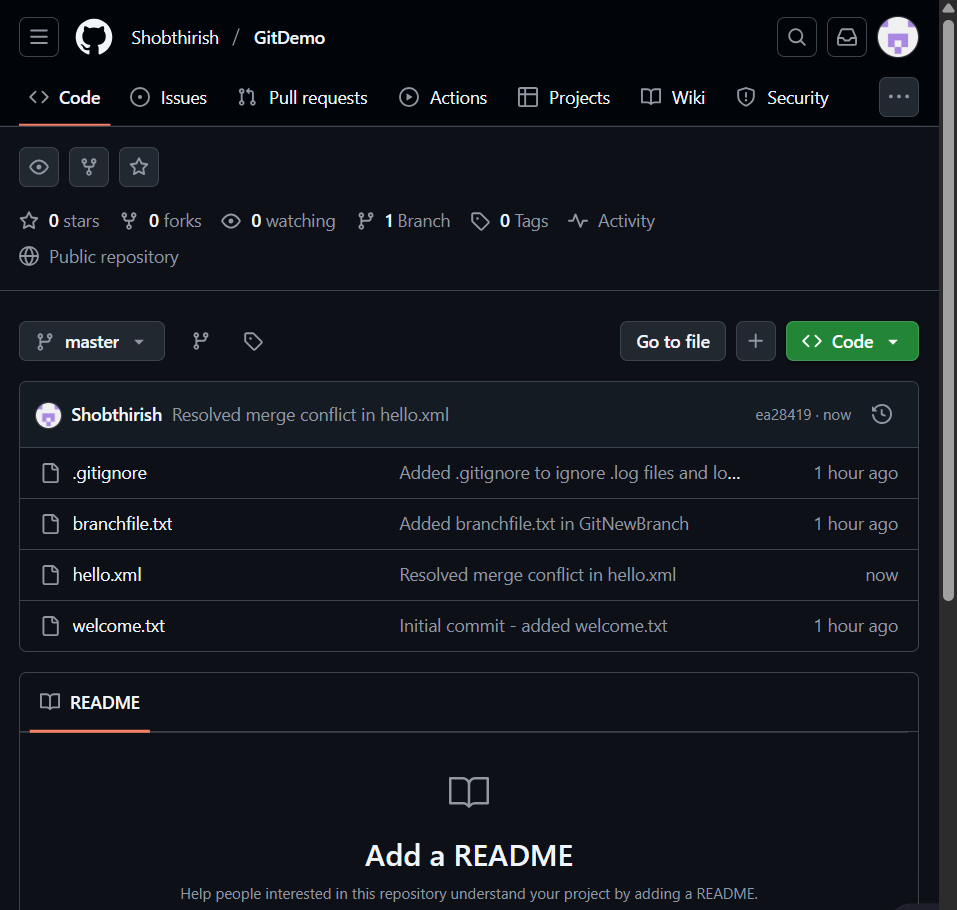 Shobthirish / GitDemo
Code Issues Pull requests Actions Projects Wiki Security
0 stars 0 forks 0 watching 1 Branch 0 Tags Activity
Public repository
master Go to file Code
Shobthirish Resolved merge conflict in hello.xml ea28419 · now
.gitignore Added .gitignore to ignore .log files and lo... 1 hour ago
branchfile.txt Added branchfile.txt in GitNewBranch 1 hour ago
hello.xml Resolved merge conflict in hello.xml now
welcome.txt Initial commit - added welcome.txt 1 hour ago
README
Add a README
Help people interested in this repository understand your project by adding a README.